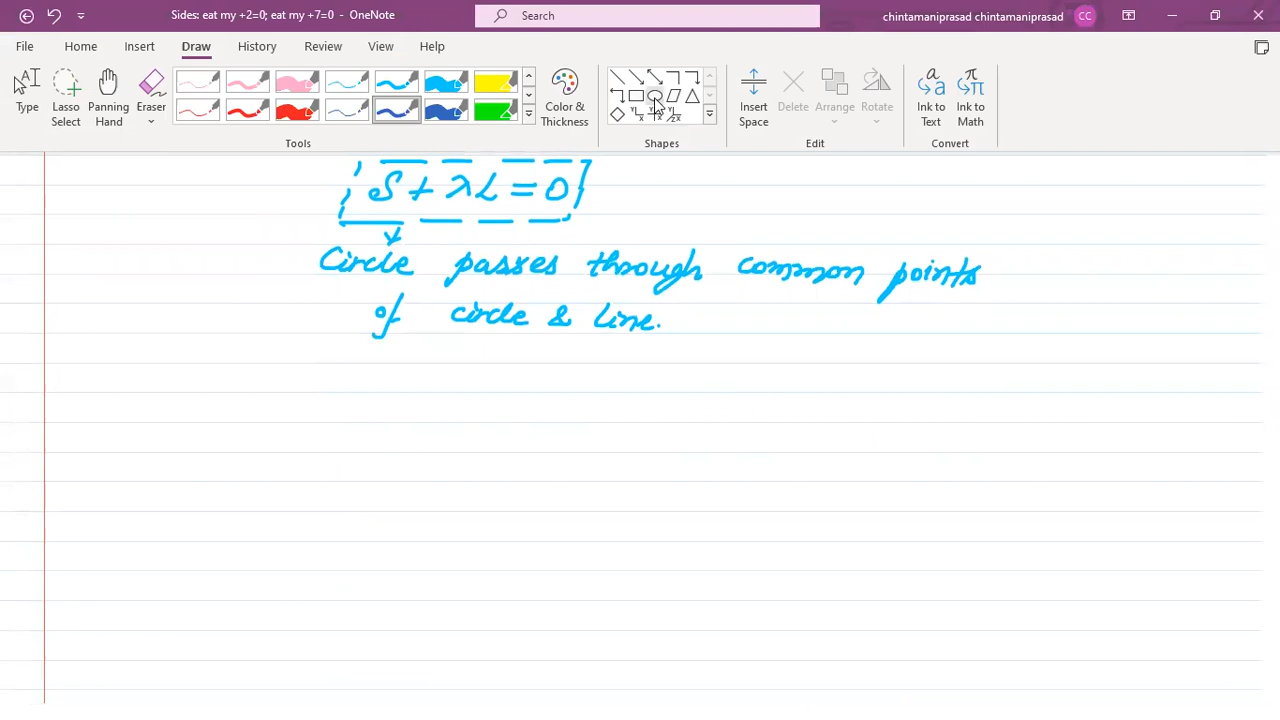 Sides: eat my +2=0; eat my +7=0 - OneNote
Search
chintamaniprasad chintamaniprasad CC
File Home Insert Draw History Review View Help
Type Lasso Select Panning Hand Eraser Color & Thickness Insert Space Delete Arrange Rotate Ink to Text Ink to Math
Tools Shapes Edit Convert
S + λL = 0
Circle passes through common points
of circle & line.